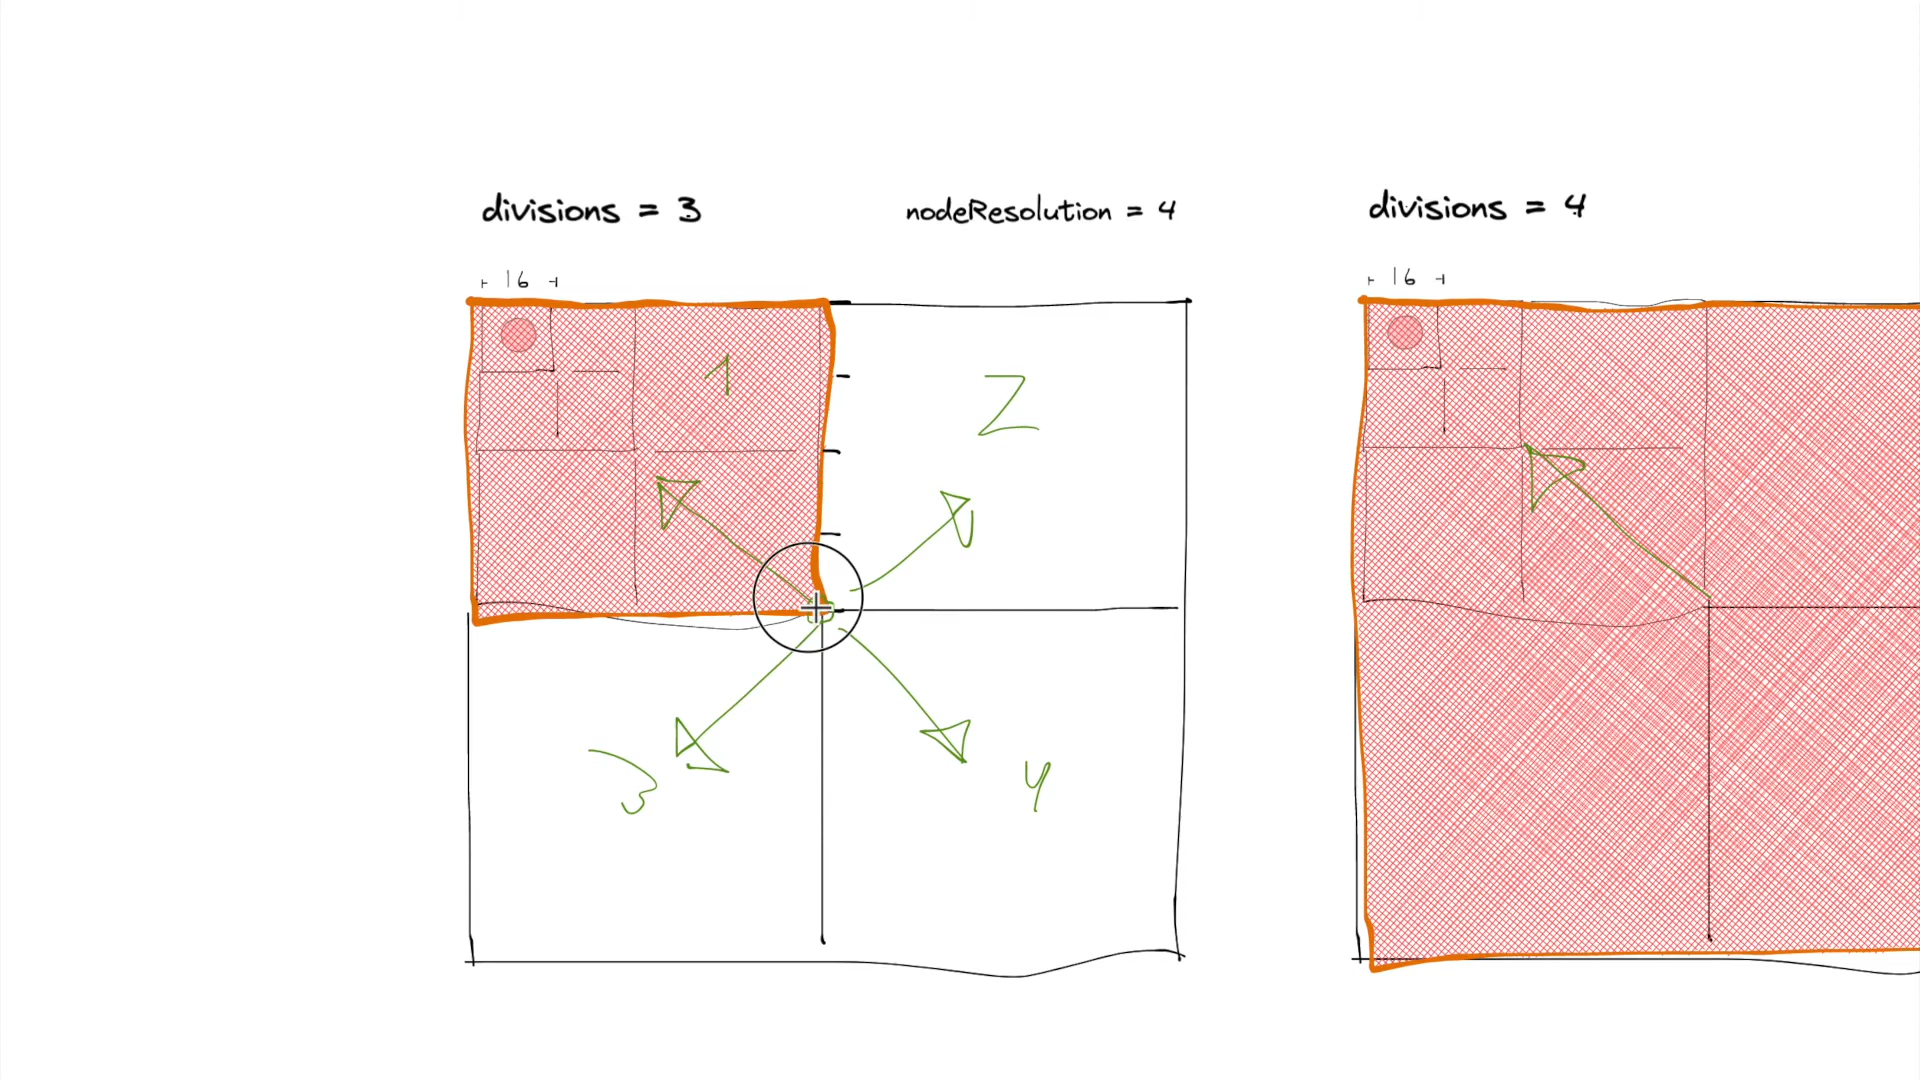 divisions = 3
nodeResolution = 4
divisions = 4
16
16
1
2
3
4